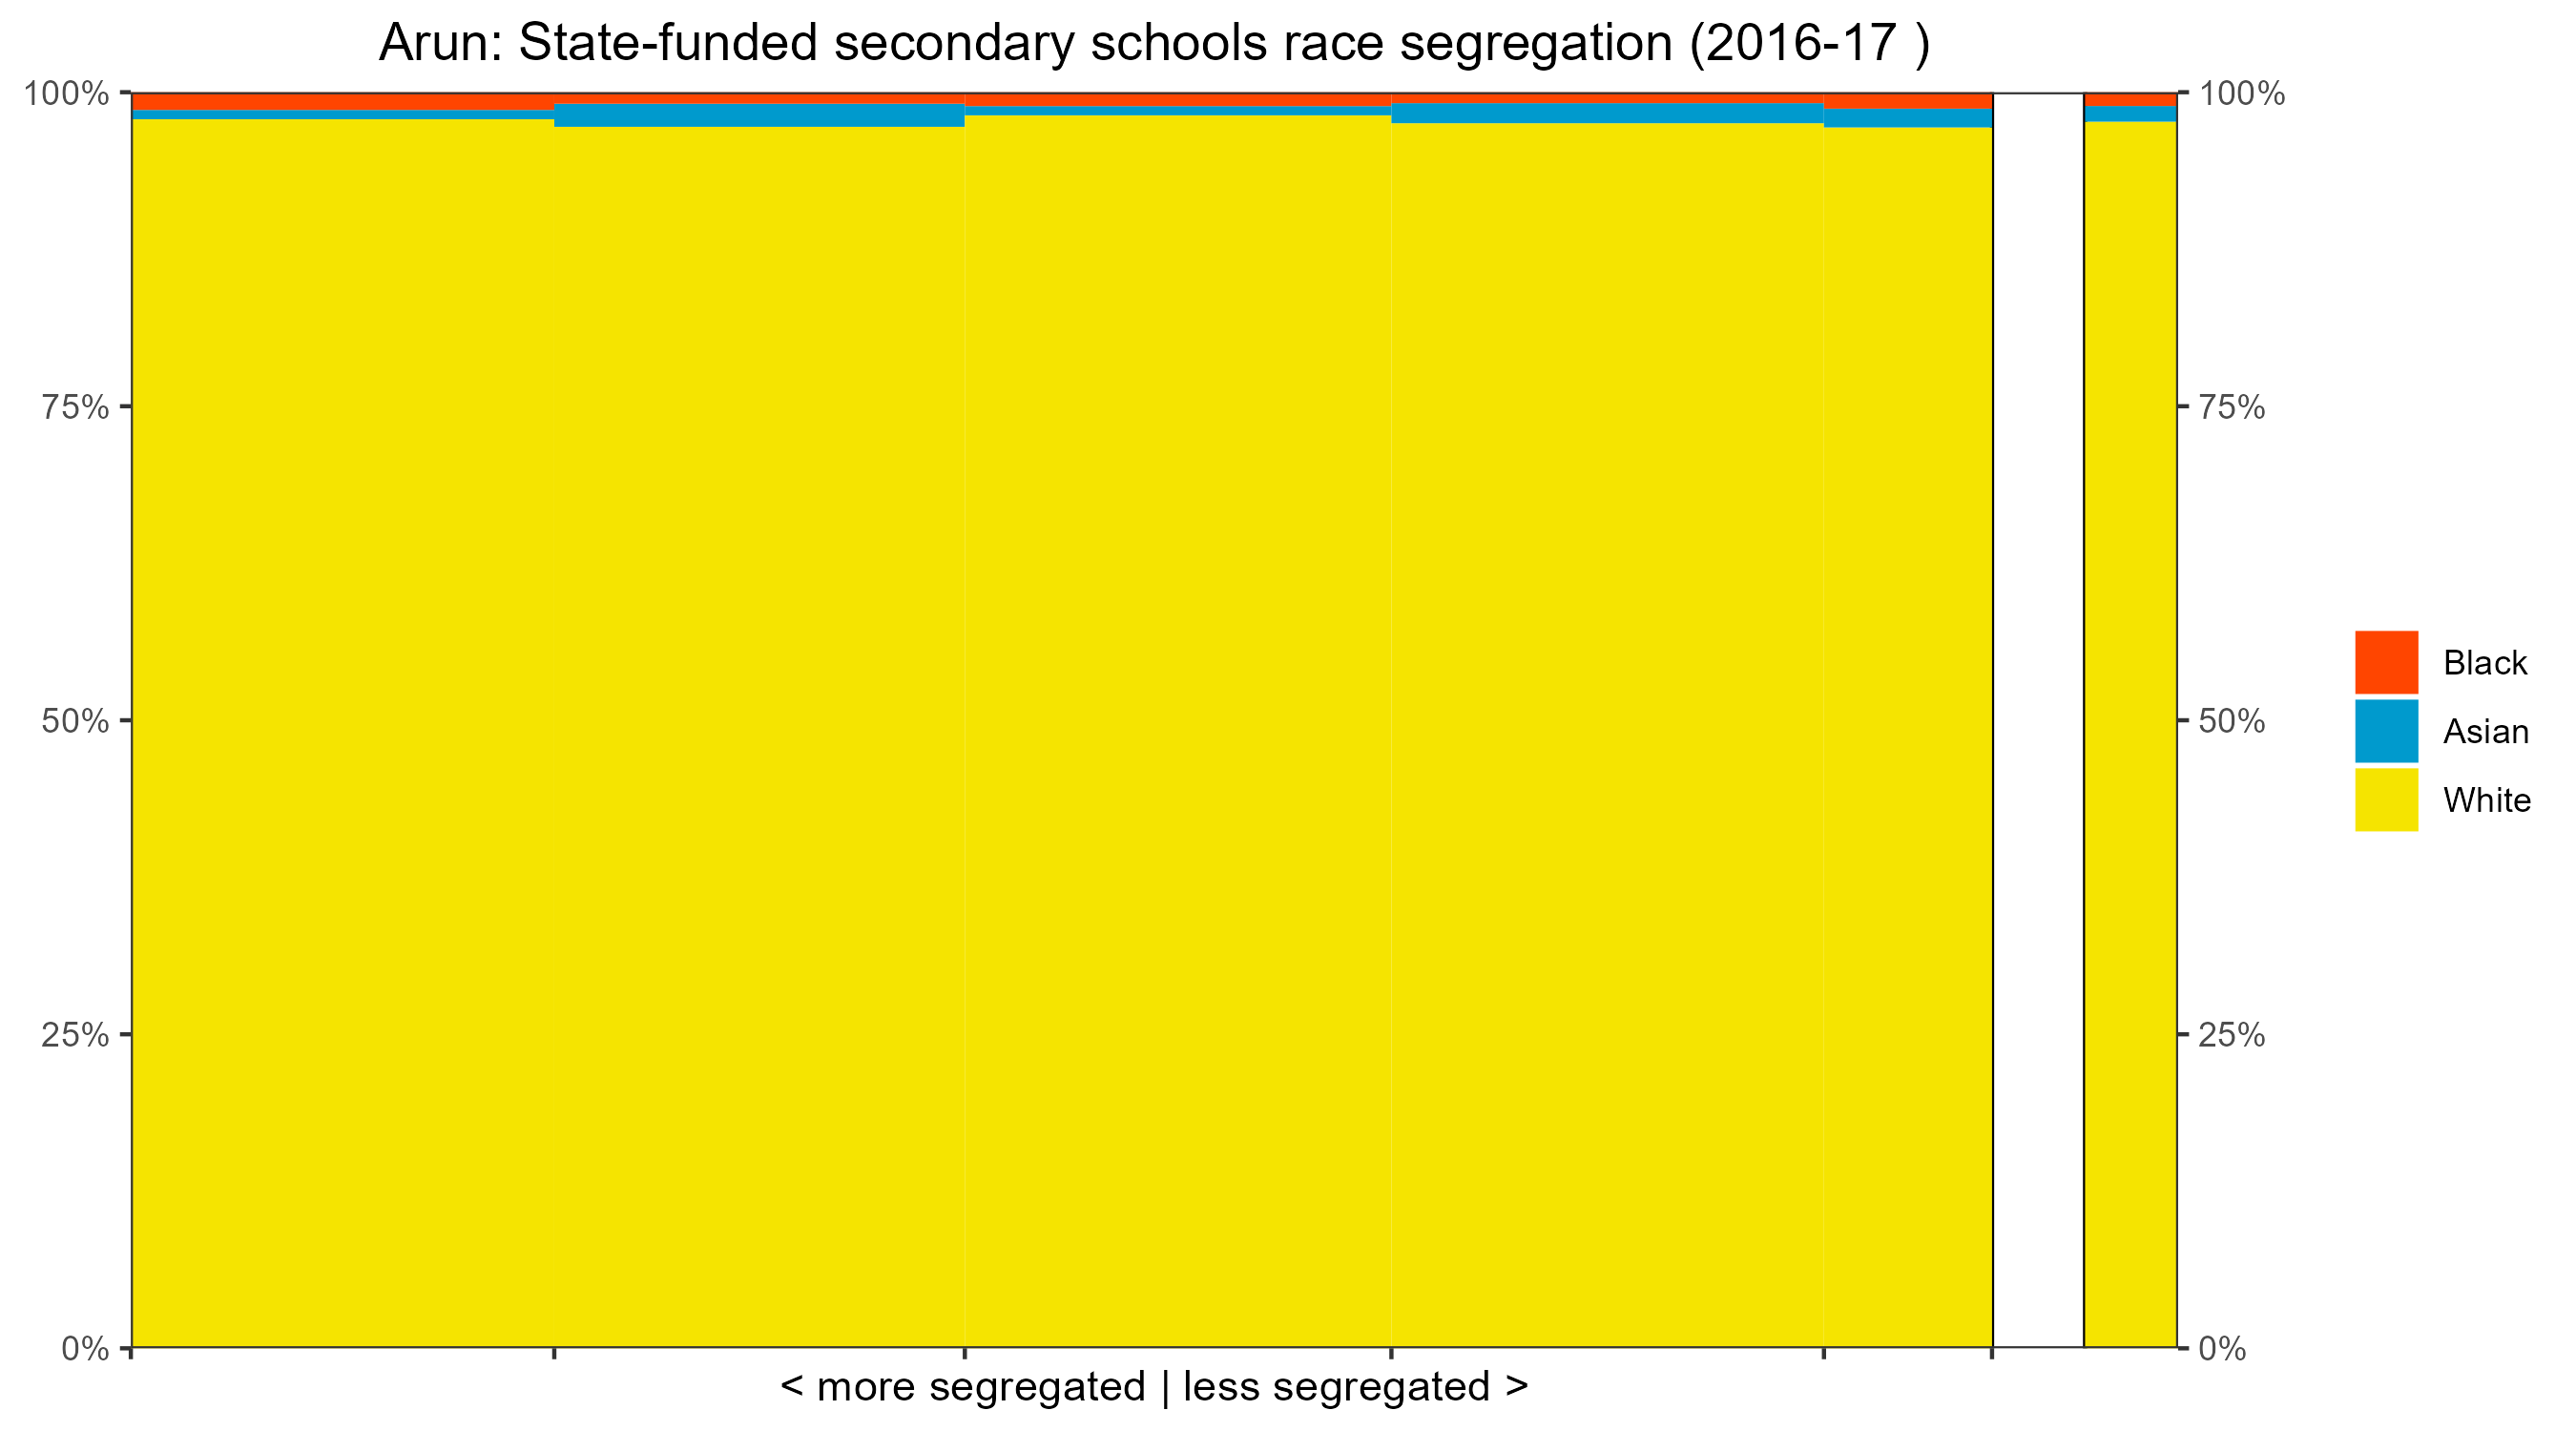 Arun: State-funded secondary schools race segregation (2016-17 )
100%
75%
50%
25%
0%
100%
75%
50%
25%
0%
Black
Asian
White
< more segregated | less segregated >